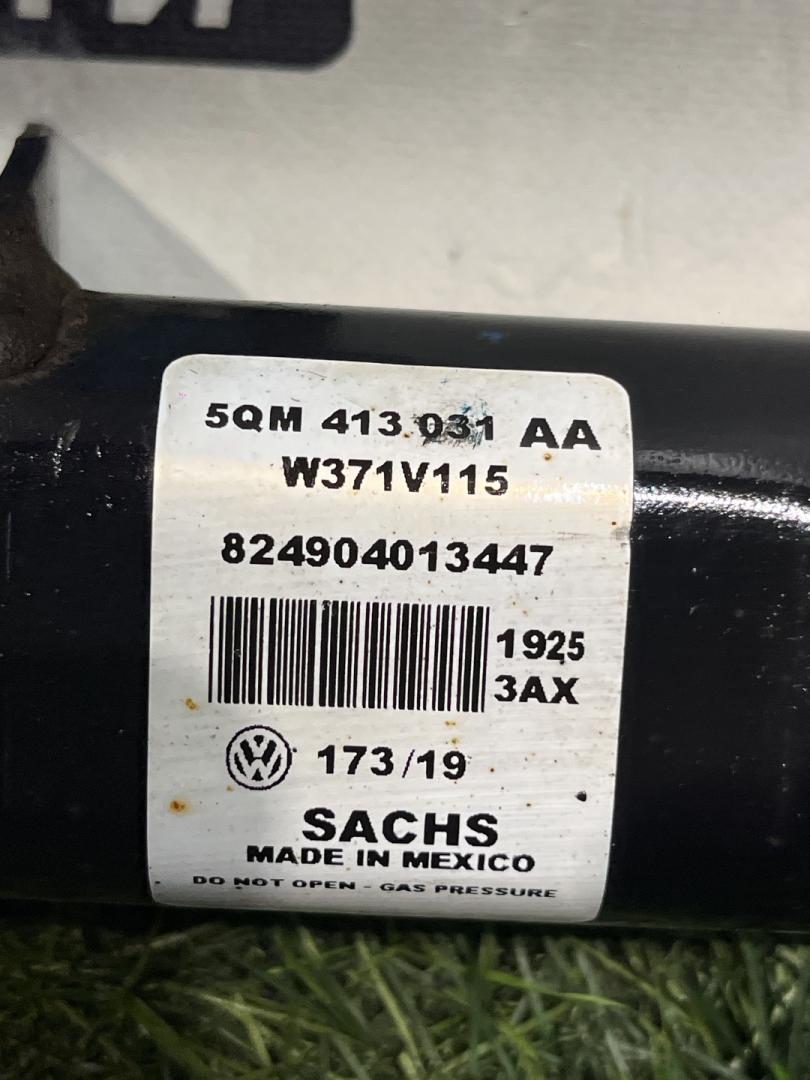 5QM 413 031 AA
W371V115
824904013447
1925
3AX
173/19
SACHS
MADE IN MEXICO
DO NOT OPEN - GAS PRESSURE